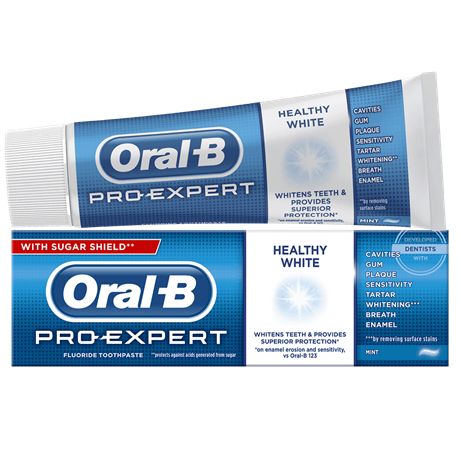 HEALTHY
WHITE
CAVITIES
GUM
PLAQUE
SENSITIVITY
TARTAR
WHITENING**
BREATH
ENAMEL
**by removing
surface stains
MINT
Oral-B
PRO-EXPERT
WHITENS TEETH &
PROVIDES
SUPERIOR
PROTECTION*
WITH SUGAR SHIELD**
Oral-B
PRO-EXPERT
FLUORIDE TOOTHPASTE
**protects against acids generated from sugar
HEALTHY
WHITE
WHITENS TEETH & PROVIDES
SUPERIOR PROTECTION*
*on enamel erosion and sensitivity,
vs Oral-B 123
DEVELOPED
DENTISTS
WITH
CAVITIES
GUM
PLAQUE
SENSITIVITY
TARTAR
WHITENING***
BREATH
ENAMEL
***by removing surface stains
MINT